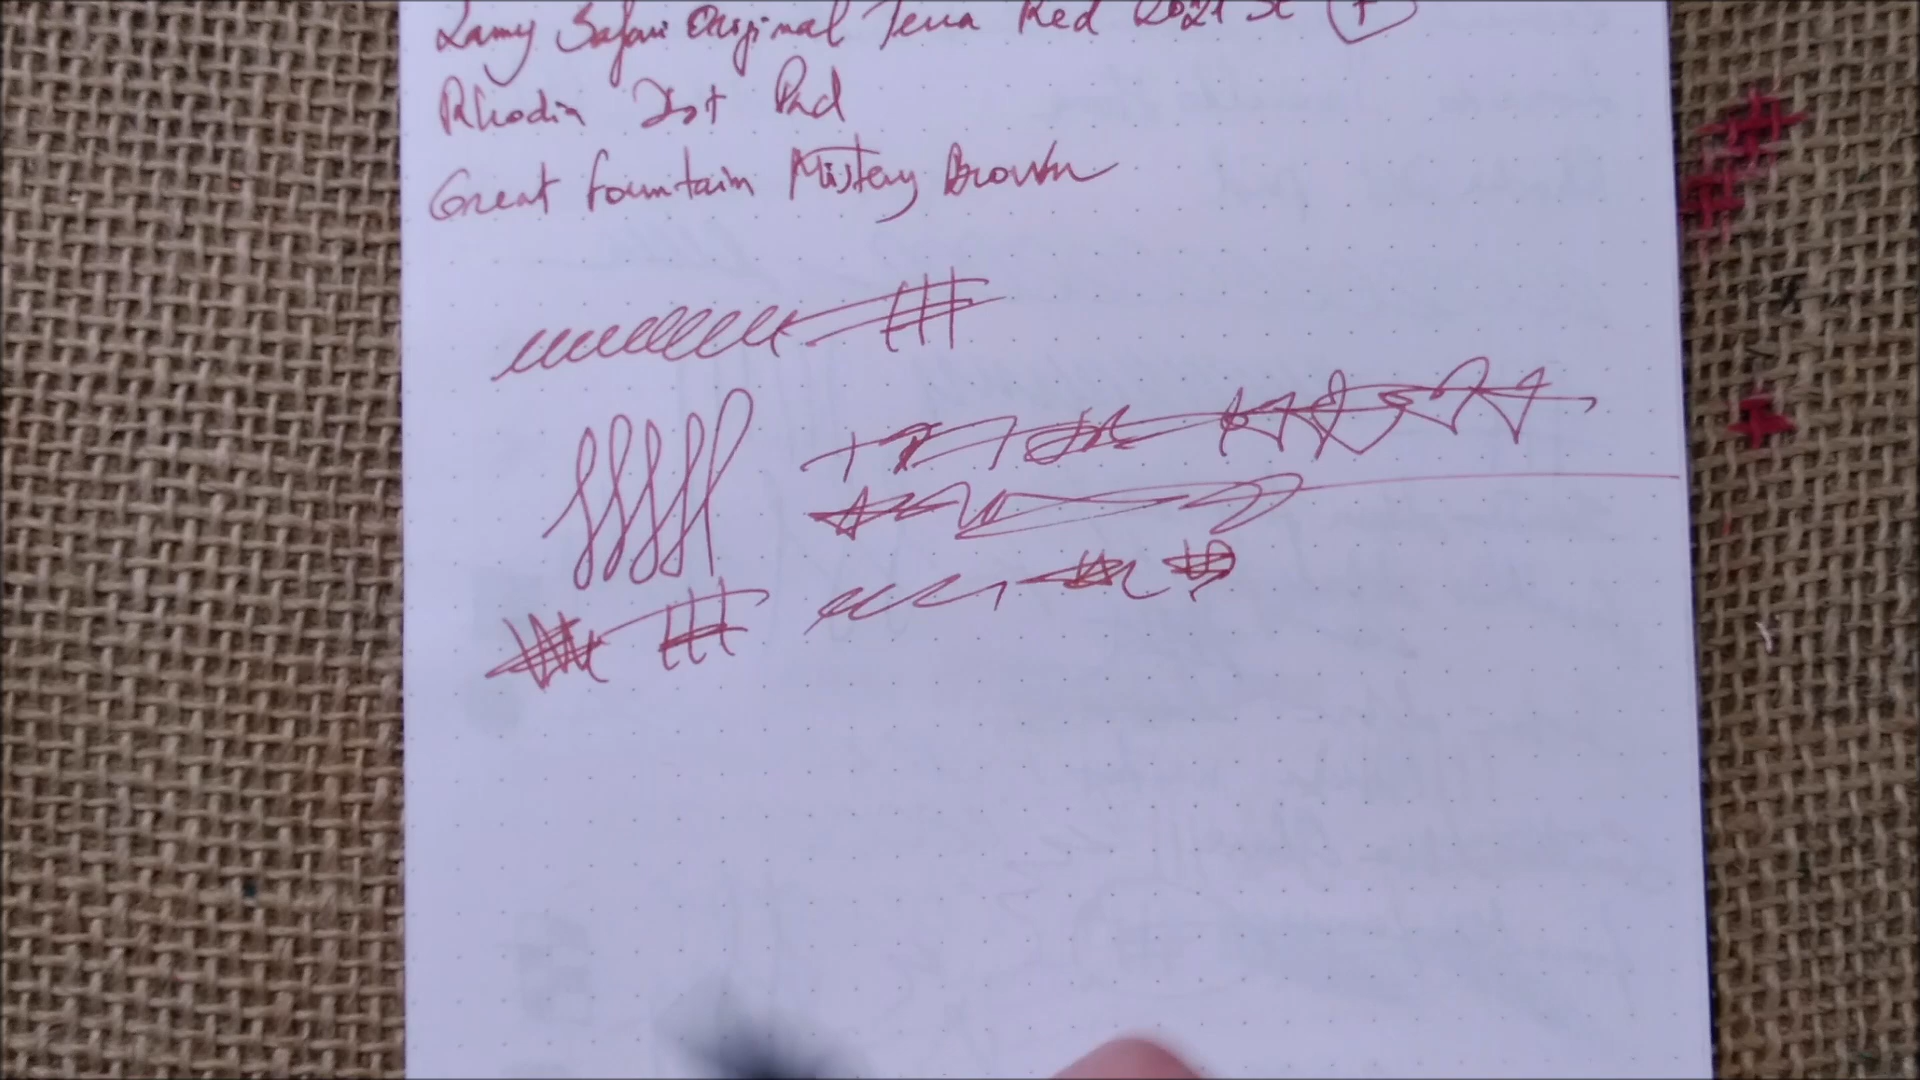 Lamy Safari Original Terra Red 2021 SE F
Rhodia Dot Pad
Great Fountain Mistery Brown